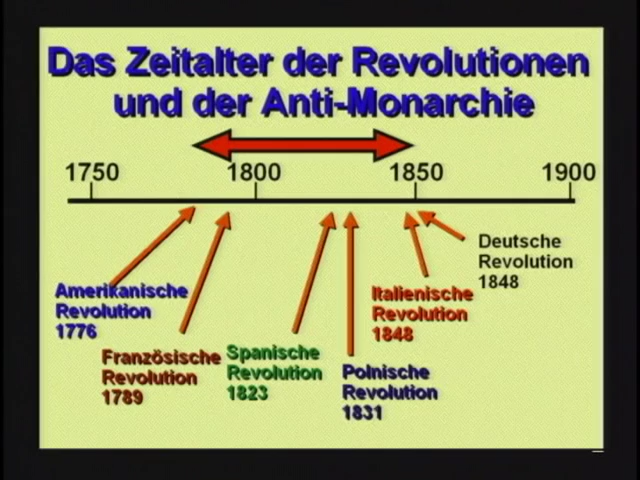 Das Zeitalter der Revolutionen
und der Anti-Monarchie
1750
1800
1850
1900
Deutsche
Revolution
1848
Amerikanische
Revolution
1776
Italienische
Revolution
1848
Französische
Revolution
1789
Spanische
Revolution
1823
Polnische
Revolution
1831